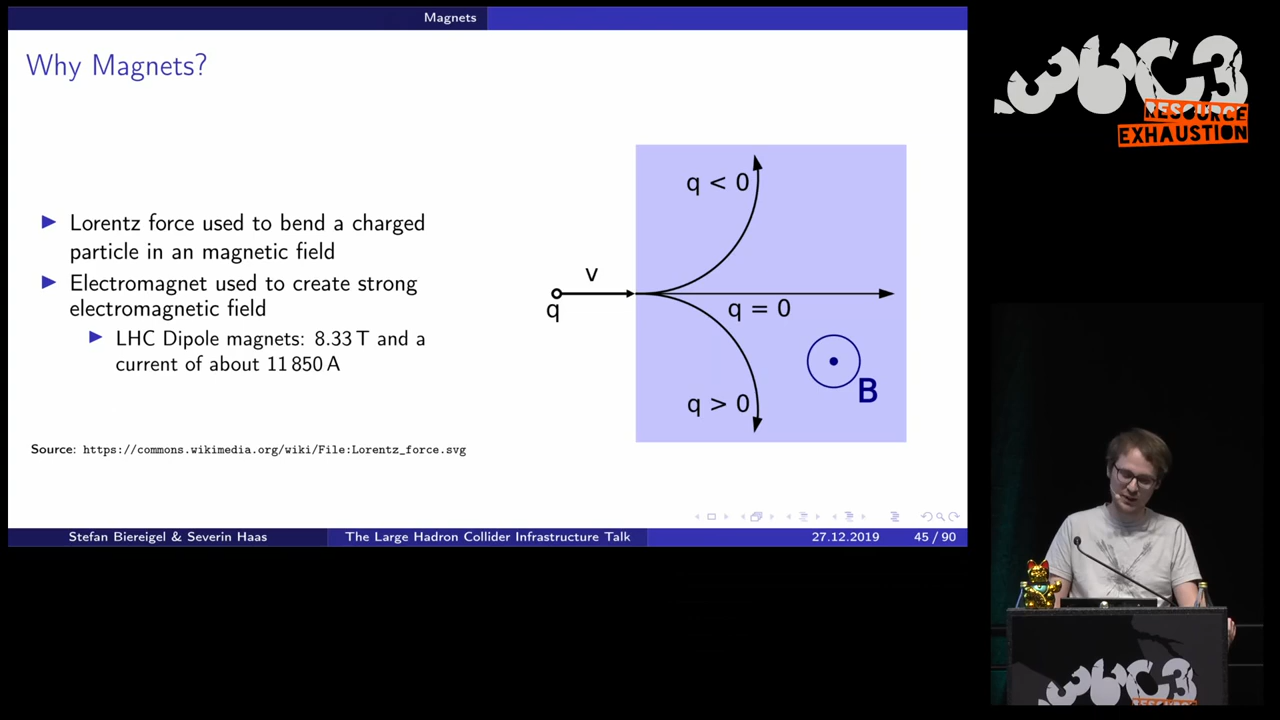 Magnets
Why Magnets?
Lorentz force used to bend a charged
particle in an magnetic field
Electromagnet used to create strong
electromagnetic field
LHC Dipole magnets: 8.33 T and a
current of about 11 850 A
Source: https://commons.wikimedia.org/wiki/File:Lorentz_force.svg
q < 0
v
q
q = 0
B
q > 0
Stefan Biereigel & Severin Haas
The Large Hadron Collider Infrastructure Talk
27.12.2019
45 / 90
36C3
RESOURCE
EXHAUSTION
36C3
RESOURCE